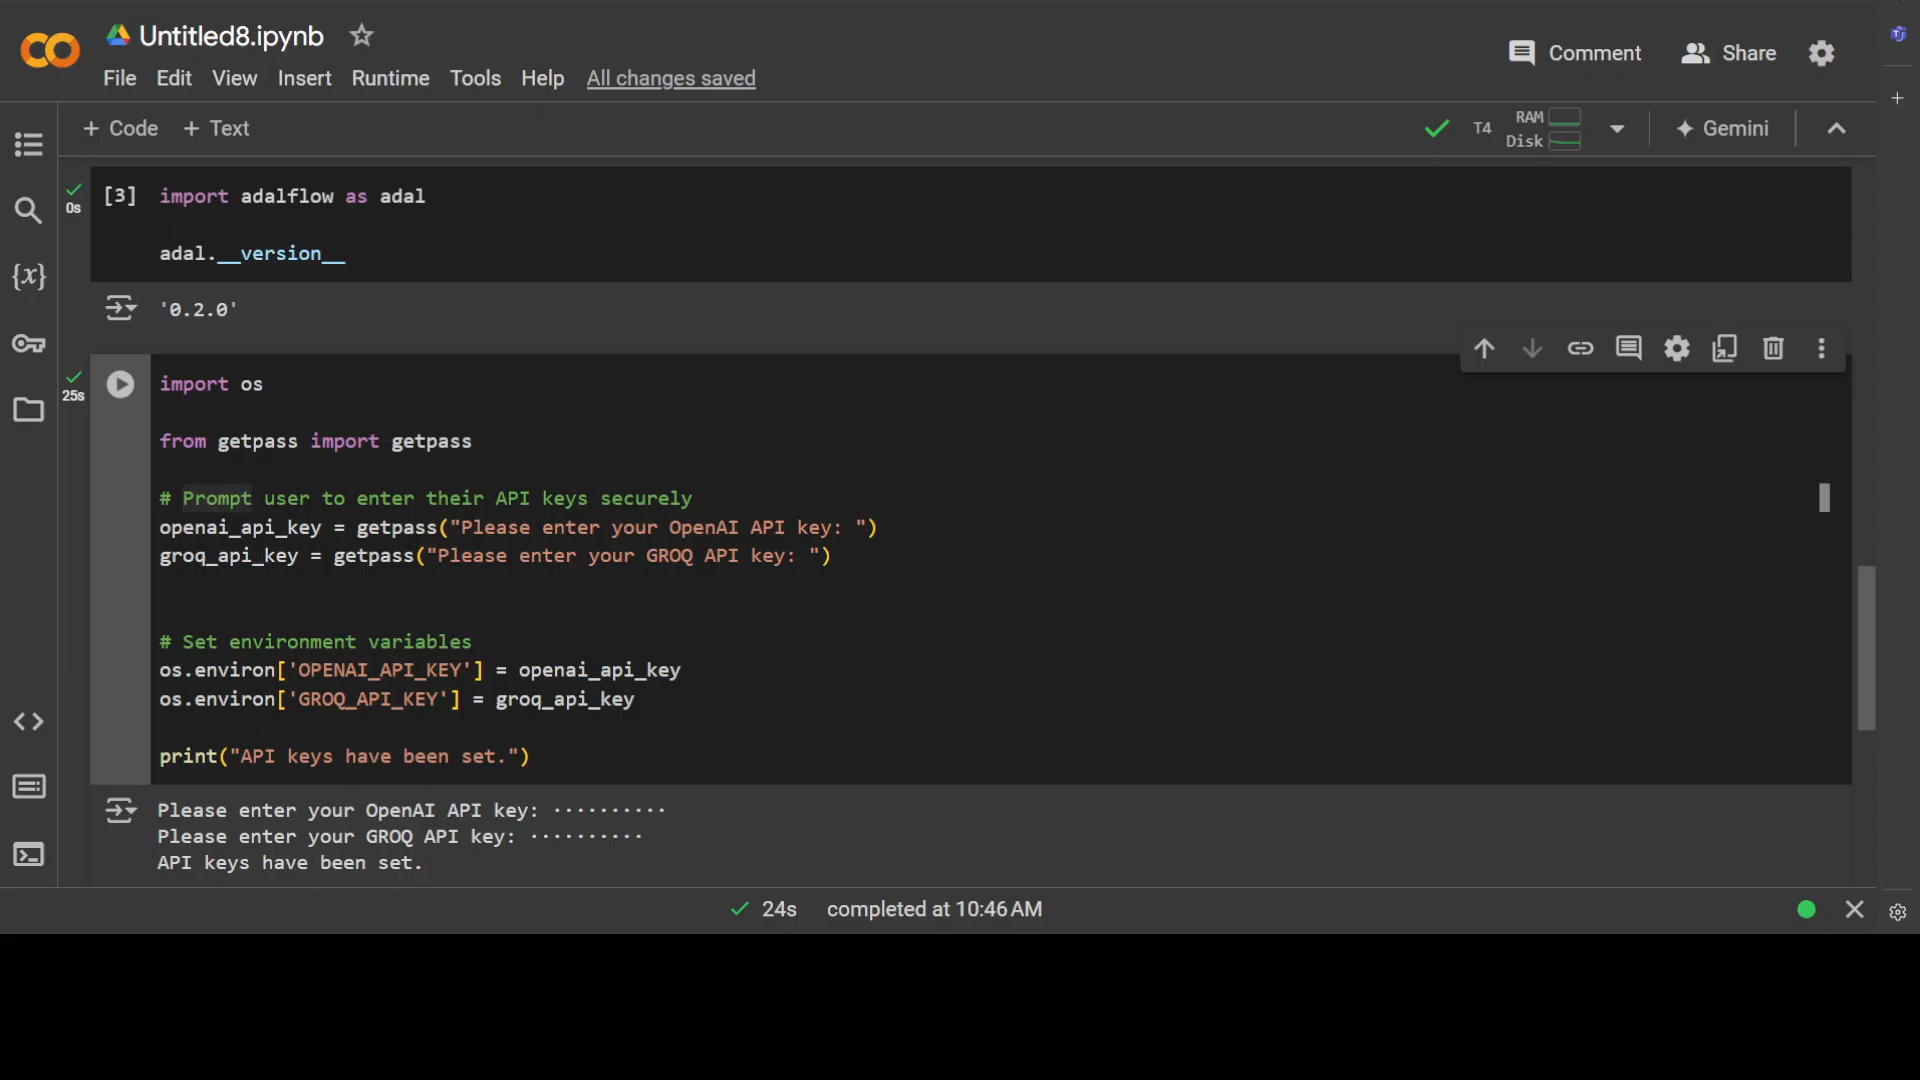 Untitled8.ipynb
Comment
Share
File Edit View Insert Runtime Tools Help All changes saved
+ Code + Text
T4
RAM
Disk
Gemini
0s
[3] import adalflow as adal
adal.__version__
'0.2.0'
25s
import os
from getpass import getpass
# Prompt user to enter their API keys securely
openai_api_key = getpass("Please enter your OpenAI API key: ")
groq_api_key = getpass("Please enter your GROQ API key: ")
# Set environment variables
os.environ['OPENAI_API_KEY'] = openai_api_key
os.environ['GROQ_API_KEY'] = groq_api_key
print("API keys have been set.")
Please enter your OpenAI API key: ··········
Please enter your GROQ API key: ··········
API keys have been set.
24s completed at 10:46 AM